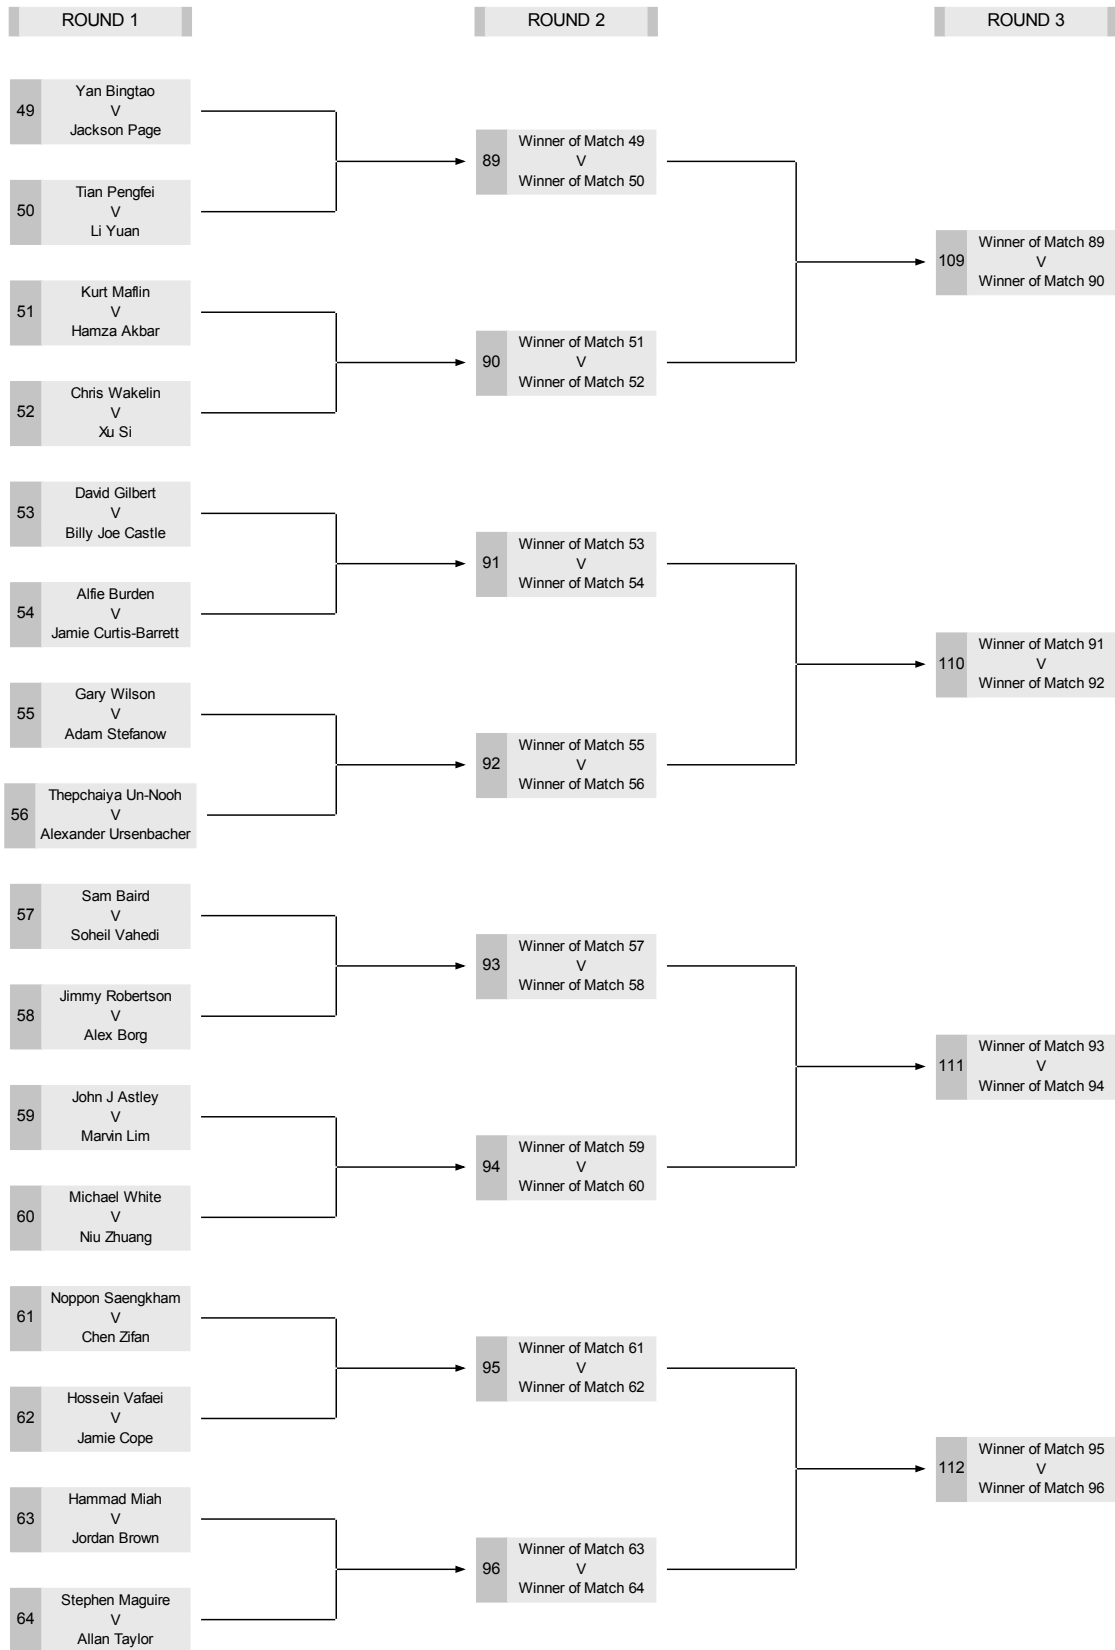 ROUND 1
ROUND 2
ROUND 3
49
Yan Bingtao
V
Jackson Page
50
Tian Pengfei
V
Li Yuan
51
Kurt Maflin
V
Hamza Akbar
52
Chris Wakelin
V
Xu Si
53
David Gilbert
V
Billy Joe Castle
54
Alfie Burden
V
Jamie Curtis-Barrett
55
Gary Wilson
V
Adam Stefanow
56
Thepchaiya Un-Nooh
V
Alexander Ursenbacher
57
Sam Baird
V
Soheil Vahedi
58
Jimmy Robertson
V
Alex Borg
59
John J Astley
V
Marvin Lim
60
Michael White
V
Niu Zhuang
61
Noppon Saengkham
V
Chen Zifan
62
Hossein Vafaei
V
Jamie Cope
63
Hammad Miah
V
Jordan Brown
64
Stephen Maguire
V
Allan Taylor
89
Winner of Match 49
V
Winner of Match 50
90
Winner of Match 51
V
Winner of Match 52
91
Winner of Match 53
V
Winner of Match 54
92
Winner of Match 55
V
Winner of Match 56
93
Winner of Match 57
V
Winner of Match 58
94
Winner of Match 59
V
Winner of Match 60
95
Winner of Match 61
V
Winner of Match 62
96
Winner of Match 63
V
Winner of Match 64
109
Winner of Match 89
V
Winner of Match 90
110
Winner of Match 91
V
Winner of Match 92
111
Winner of Match 93
V
Winner of Match 94
112
Winner of Match 95
V
Winner of Match 96